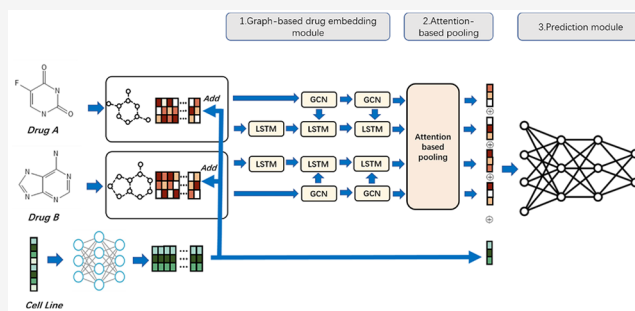 1.Graph-based drug embedding
module
2.Attention-
based pooling
3.Prediction module
O
F
N
N
O
Drug A
Add
GCN
GCN
LSTM
LSTM
LSTM
Attention
based
pooling
N
N
N
N
N
Drug B
Add
LSTM
LSTM
LSTM
GCN
GCN
Cell Line